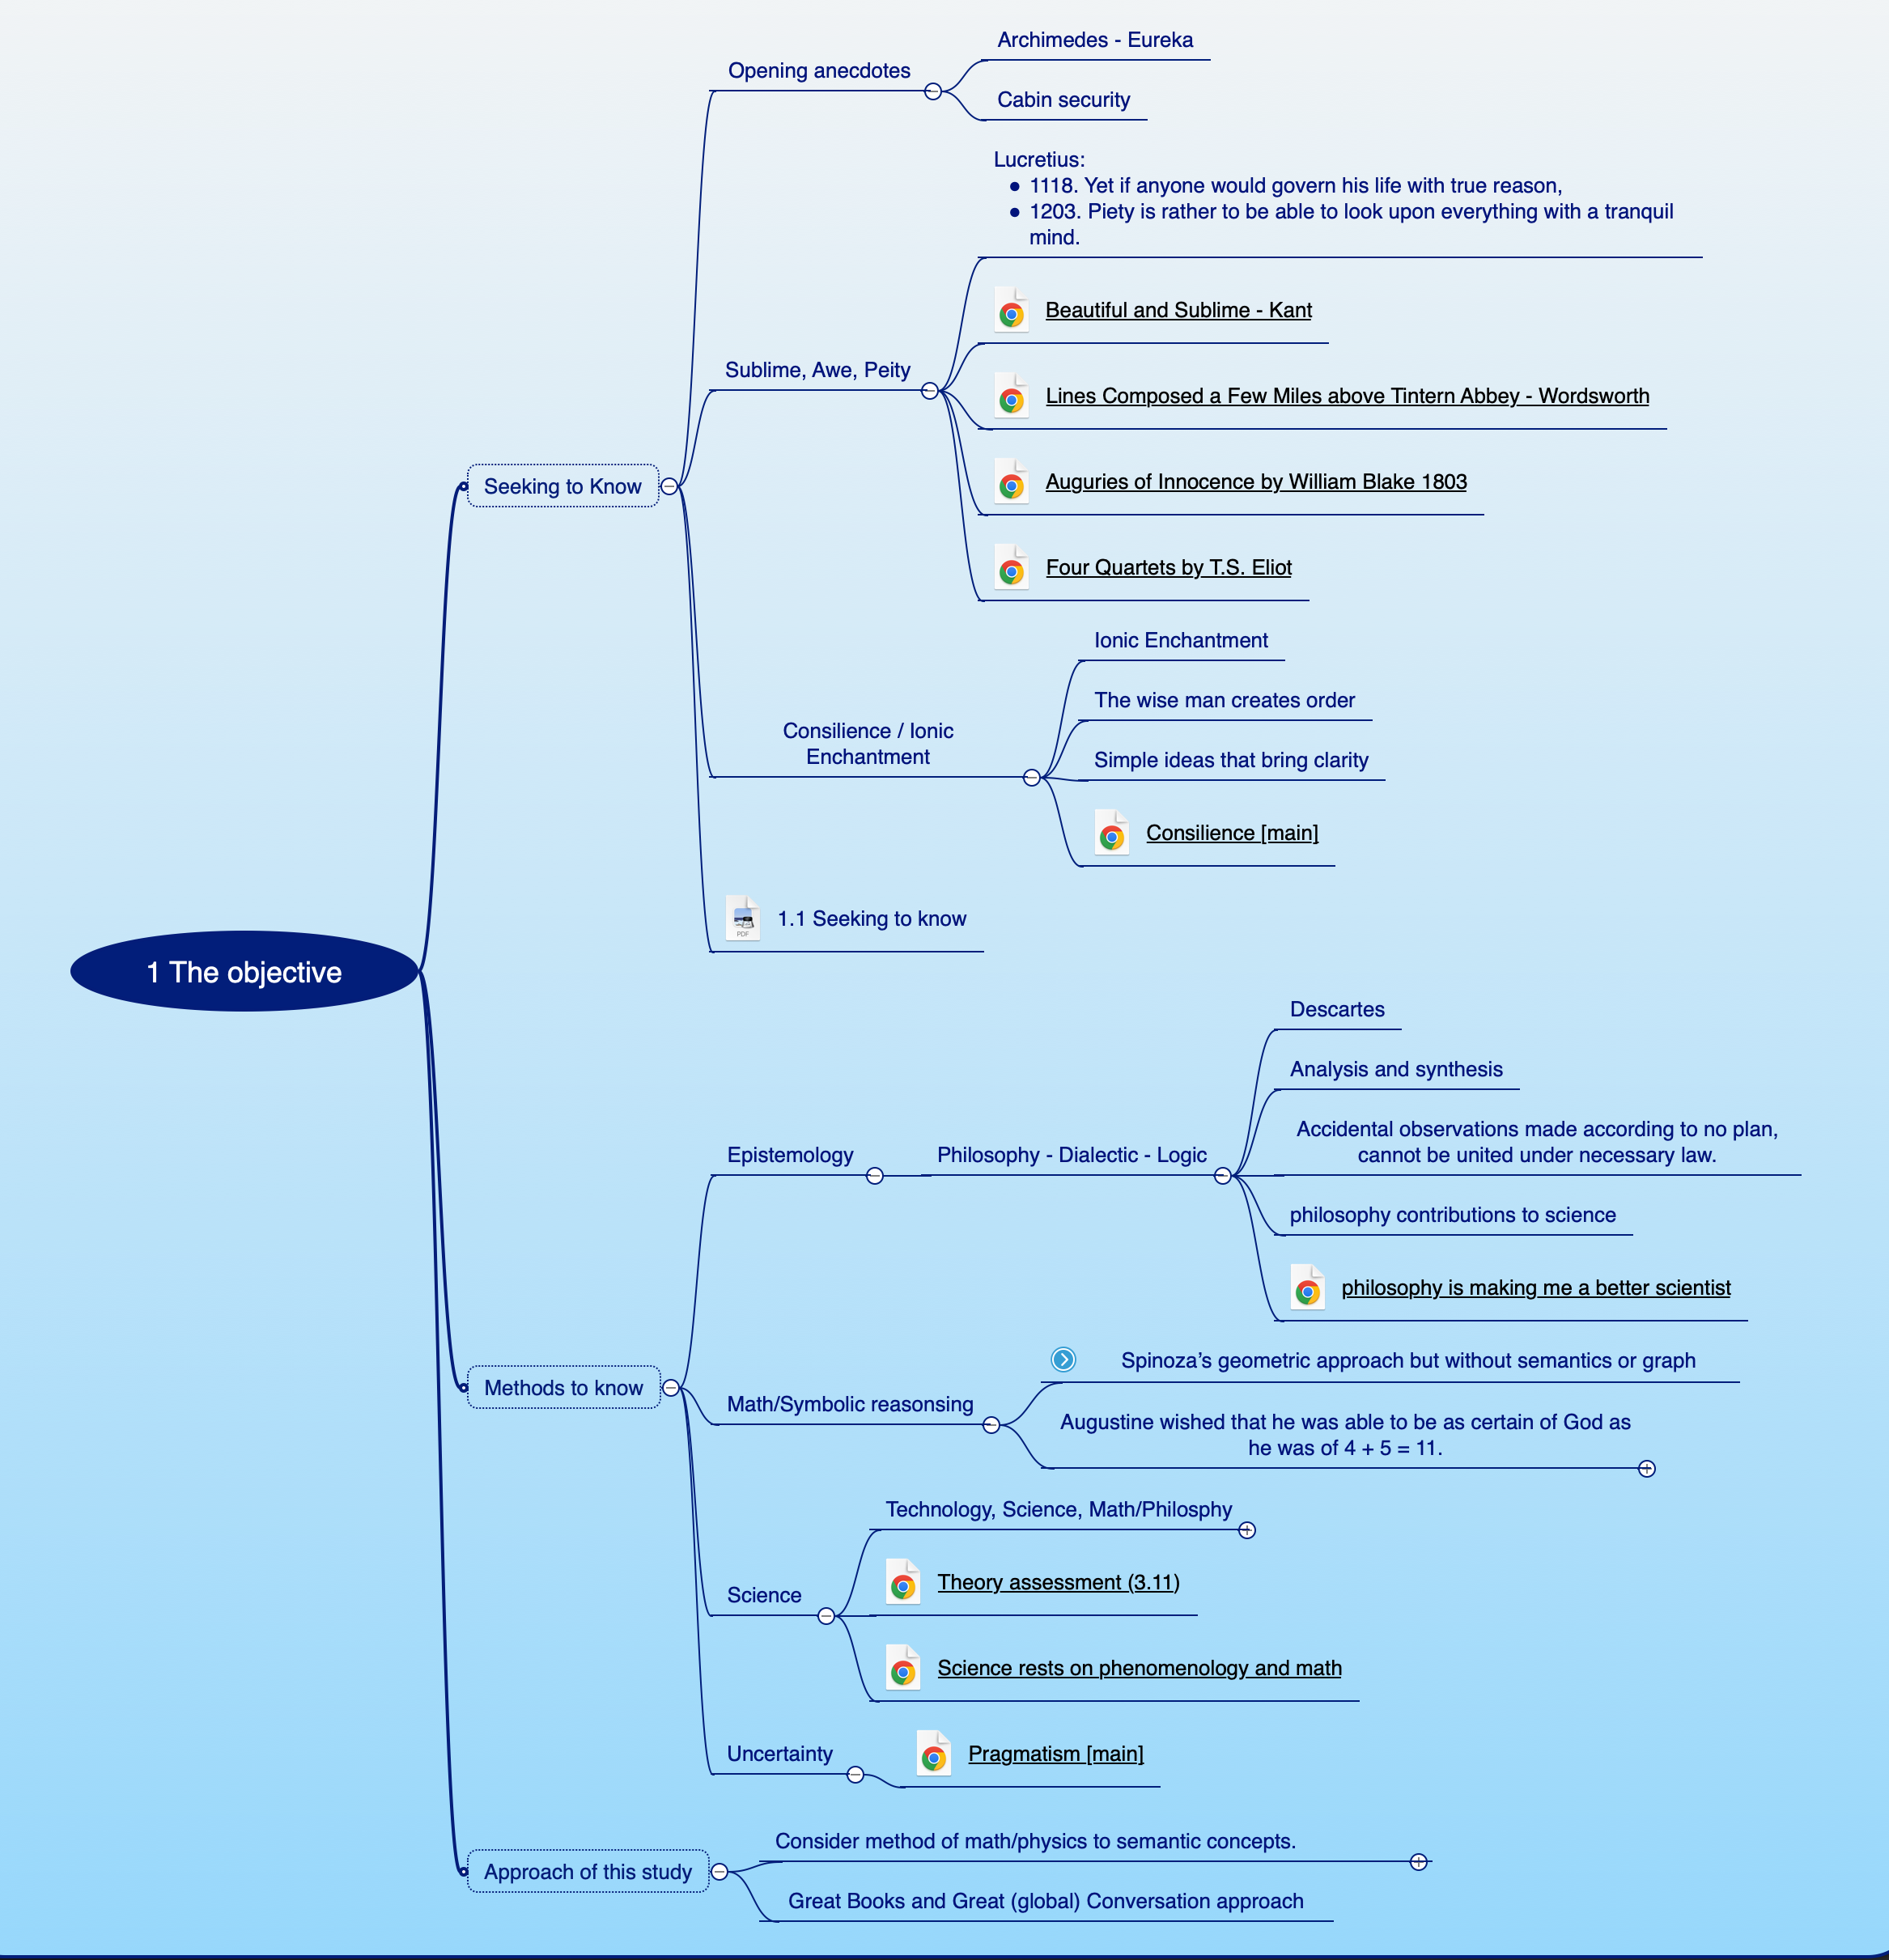 Archimedes - Eureka
Opening anecdotes
Cabin security
Lucretius:
● 1118. Yet if anyone would govern his life with true reason,
● 1203. Piety is rather to be able to look upon everything with a tranquil
mind.
Beautiful and Sublime - Kant
Sublime, Awe, Peity
Lines Composed a Few Miles above Tintern Abbey - Wordsworth
Auguries of Innocence by William Blake 1803
Seeking to Know
Four Quartets by T.S. Eliot
Ionic Enchantment
The wise man creates order
Consilience / Ionic
Enchantment
Simple ideas that bring clarity
Consilience [main]
PDF
1.1 Seeking to know
1 The objective
Descartes
Analysis and synthesis
Accidental observations made according to no plan,
cannot be united under necessary law.
Epistemology
Philosophy - Dialectic - Logic
philosophy contributions to science
philosophy is making me a better scientist
Spinoza’s geometric approach but without semantics or graph
Methods to know
Math/Symbolic reasonsing
Augustine wished that he was able to be as certain of God as
he was of 4 + 5 = 11.
Technology, Science, Math/Philosphy
Theory assessment (3.11)
Science
Science rests on phenomenology and math
Uncertainty
Pragmatism [main]
Consider method of math/physics to semantic concepts.
Approach of this study
Great Books and Great (global) Conversation approach